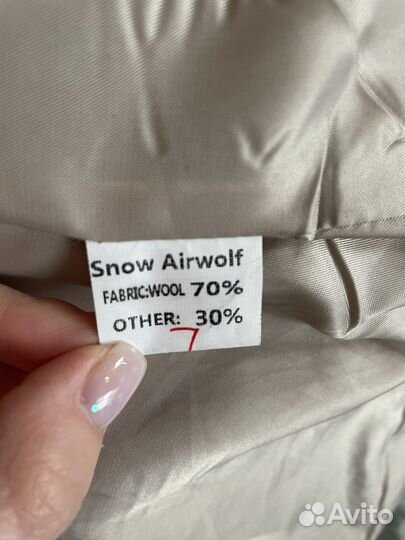 Snow Airwolf
FABRIC:WOOL 70%
OTHER: 30%
7
Avito